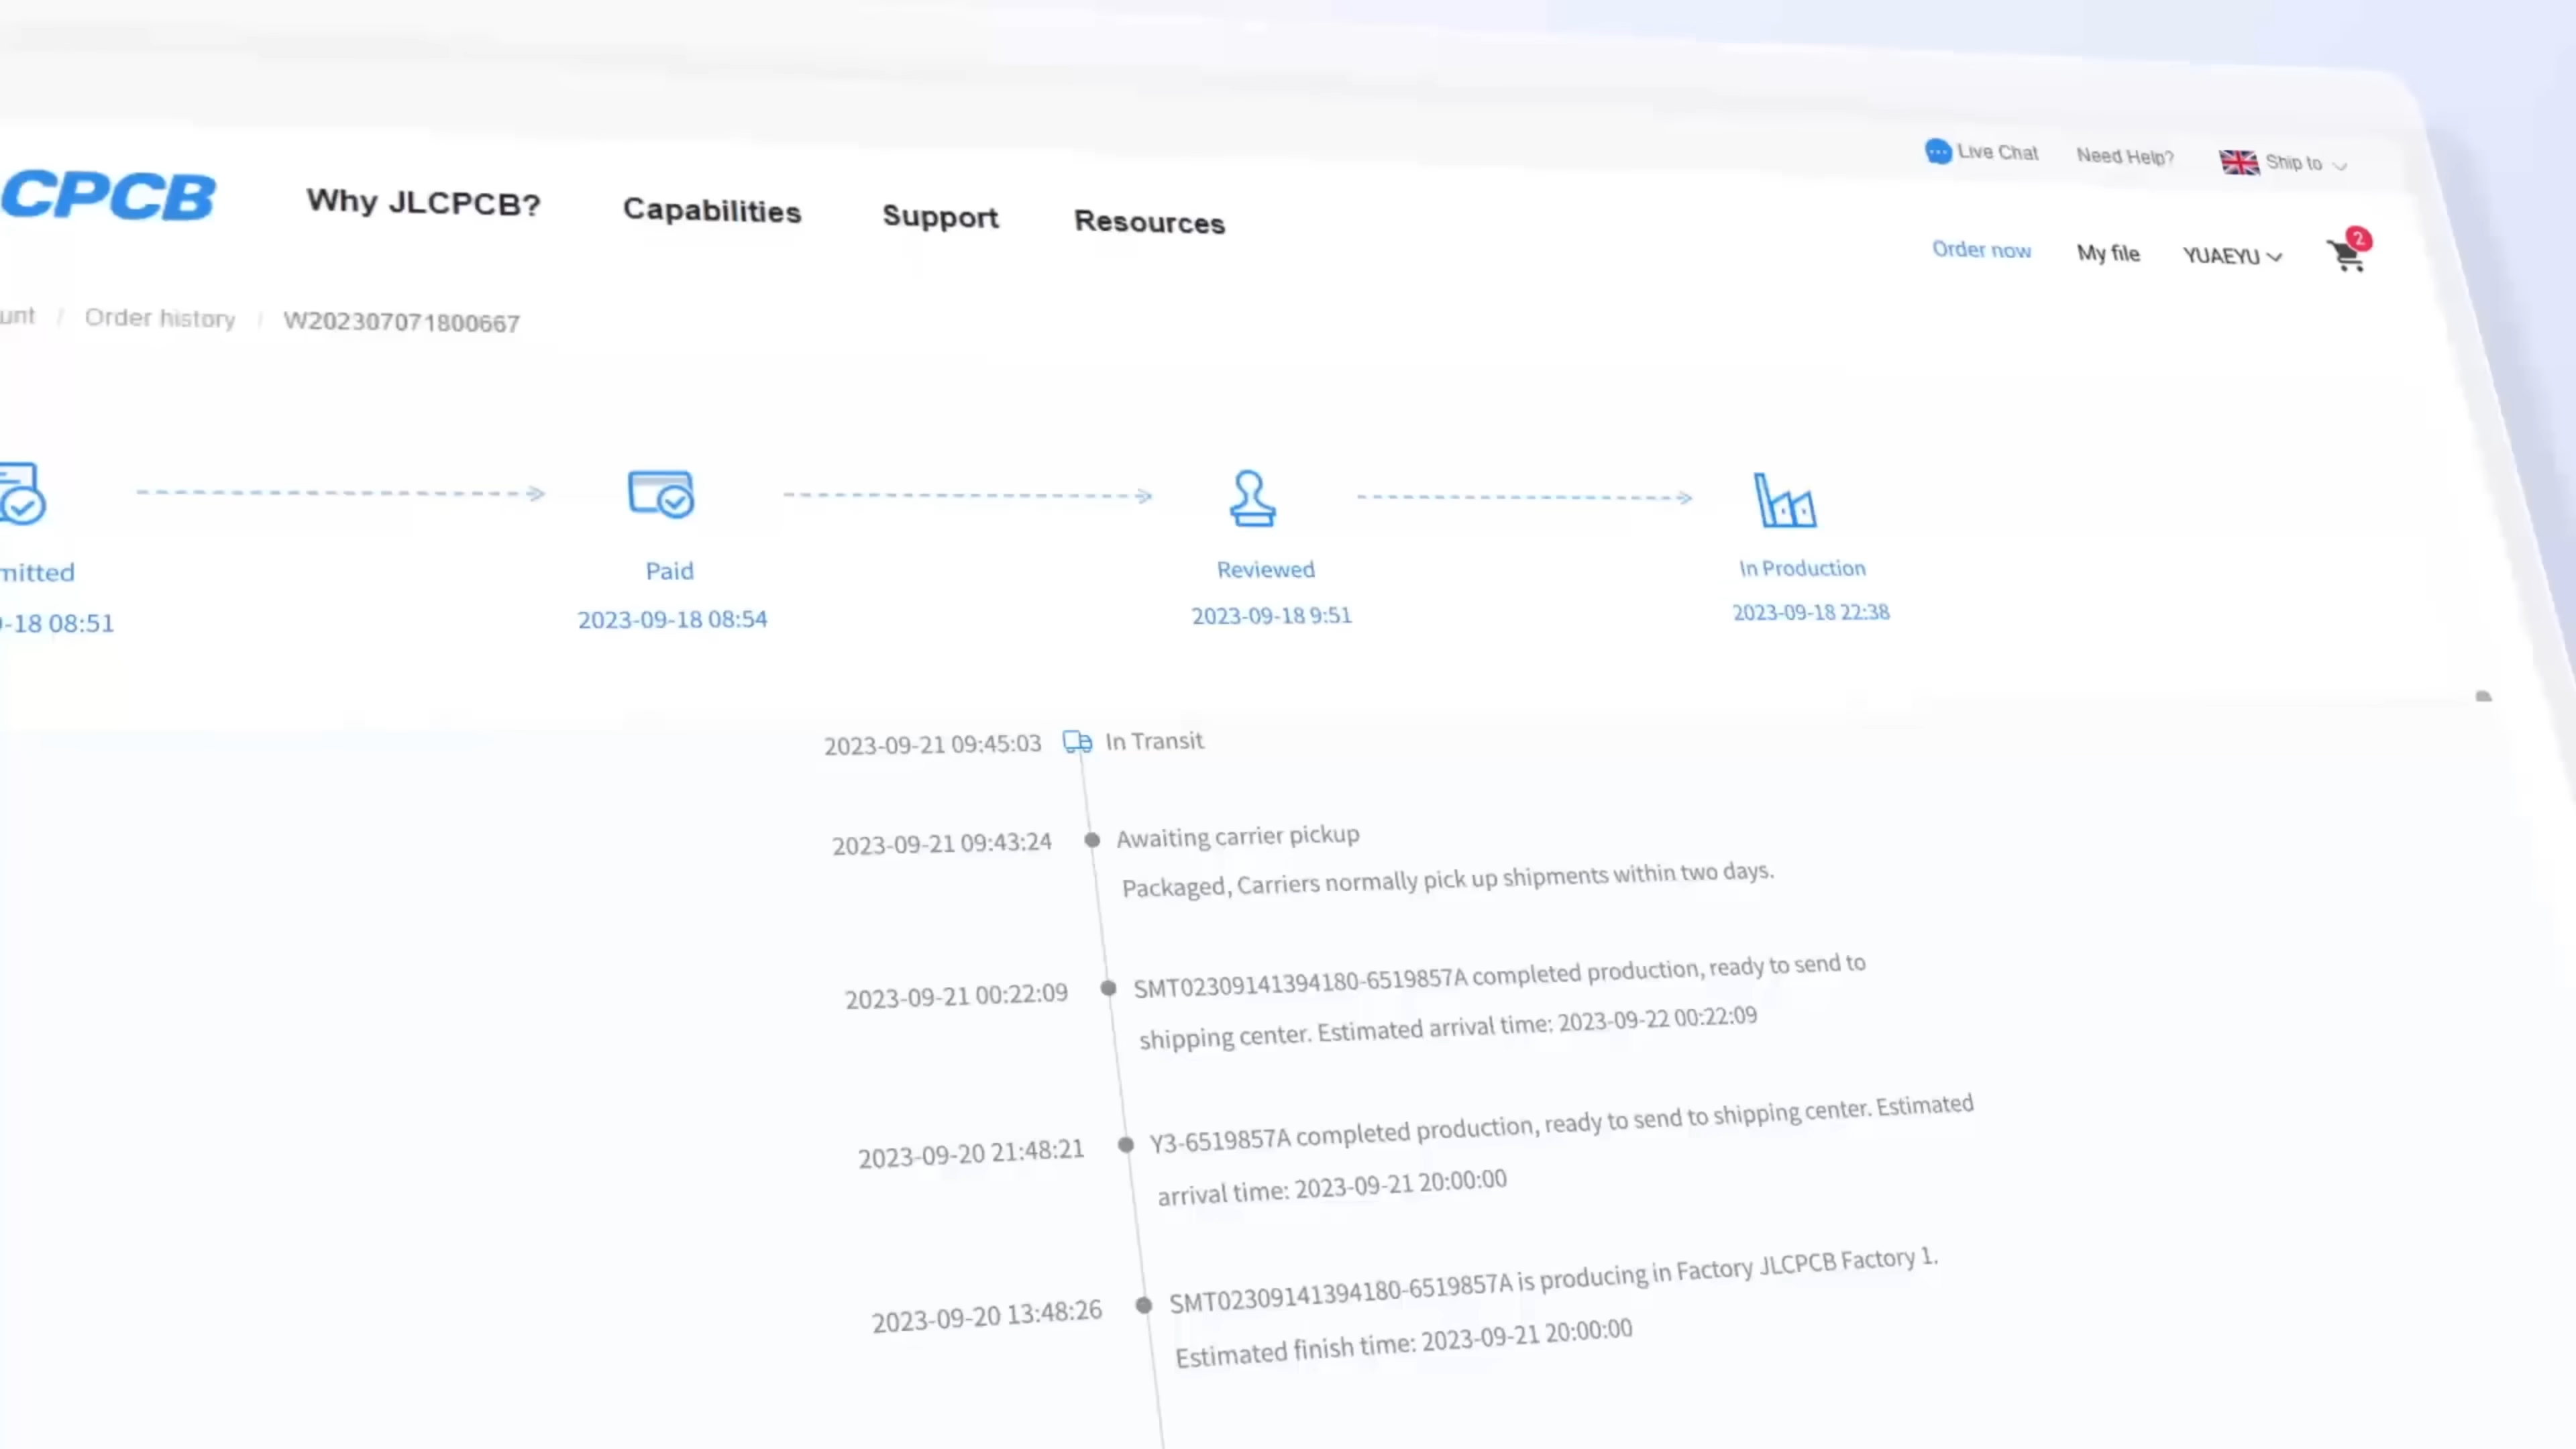 Live Chat Need Help? Ship to
CPCB Why JLCPCB? Capabilities Support Resources
Order now My file YUAEYU 2
unt / Order history / W202307071800667
mitted Paid Reviewed In Production
-18 08:51 2023-09-18 08:54 2023-09-18 9:51 2023-09-18 22:38
2023-09-21 09:45:03 In Transit
2023-09-21 09:43:24 Awaiting carrier pickup
Packaged, Carriers normally pick up shipments within two days.
2023-09-21 00:22:09 SMT02309141394180-6519857A completed production, ready to send to
shipping center. Estimated arrival time: 2023-09-22 00:22:09
2023-09-20 21:48:21 Y3-6519857A completed production, ready to send to shipping center. Estimated
arrival time: 2023-09-21 20:00:00
2023-09-20 13:48:26 SMT02309141394180-6519857A is producing in Factory JLCPCB Factory 1.
Estimated finish time: 2023-09-21 20:00:00